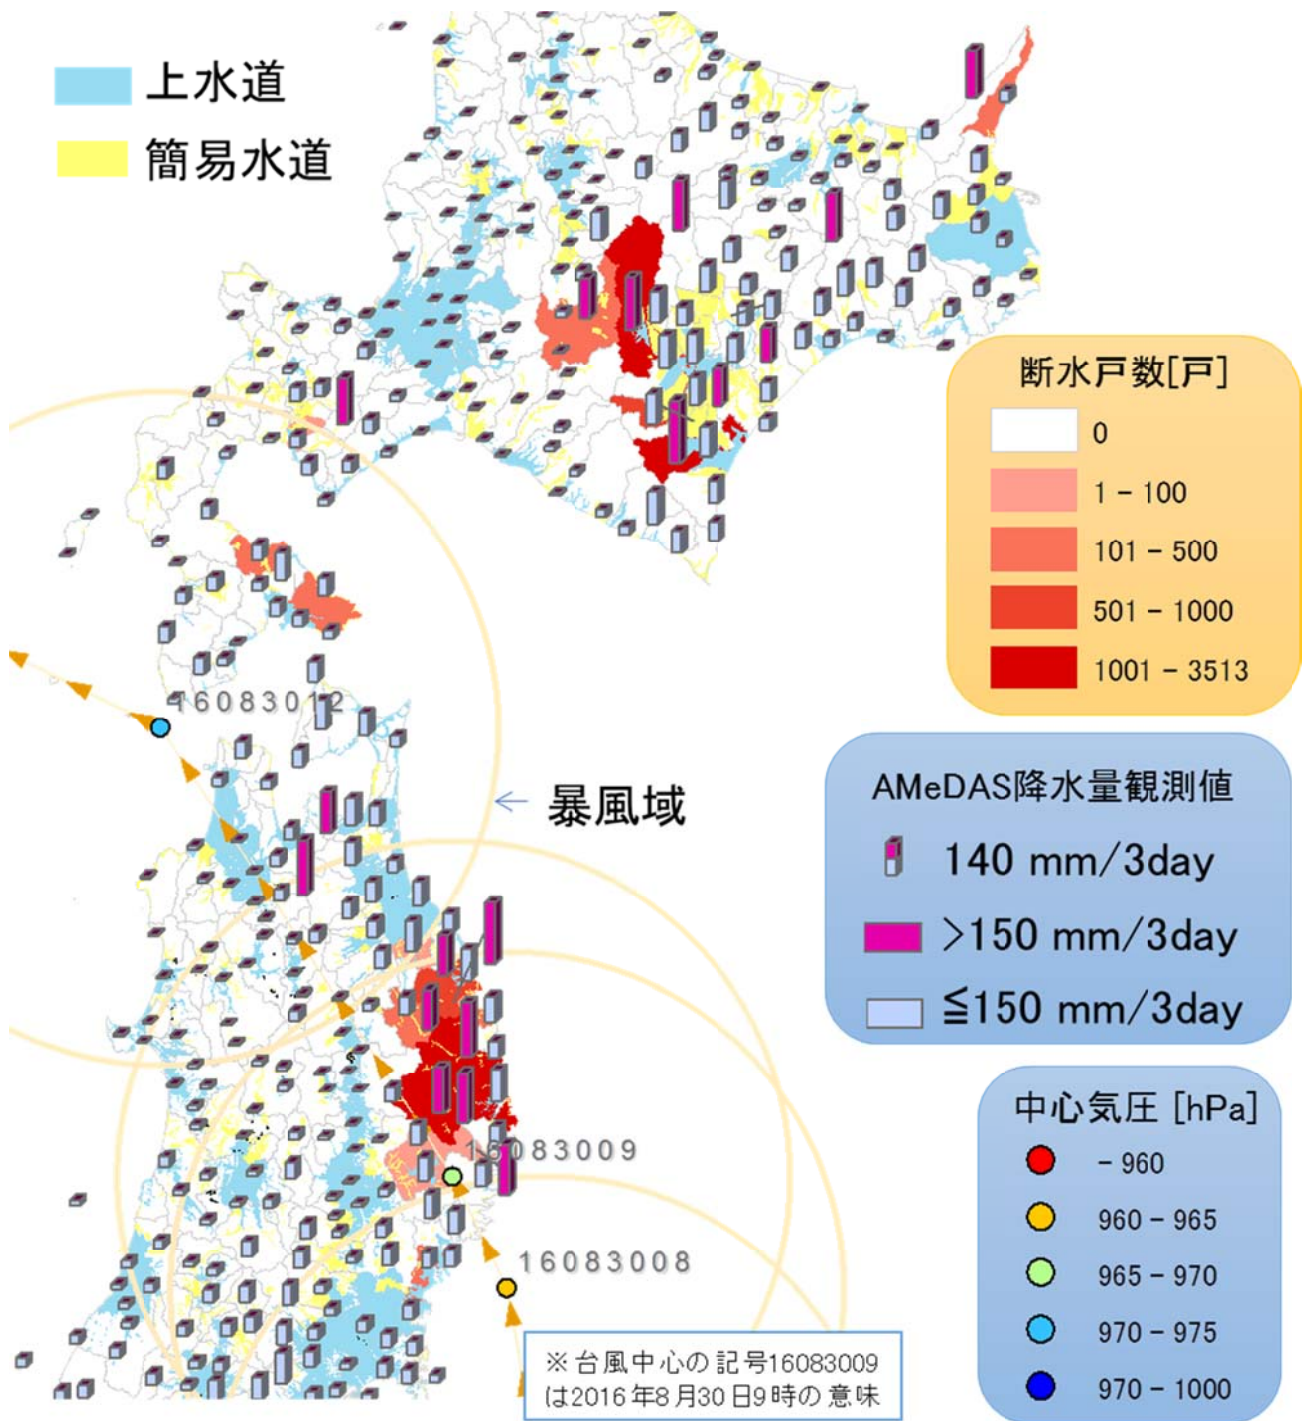 上水道
簡易水道
断水戸数[戸]
0
1 - 100
101 - 500
501 - 1000
1001 - 3513
16083012
暴風域
AMeDAS降水量観測値
140 mm/3day
>150 mm/3day
≦150 mm/3day
16083009
16083008
中心気圧 [hPa]
- 960
960 - 965
965 - 970
970 - 975
970 - 1000
※台風中心の記号16083009
は2016年8月30日9時の意味